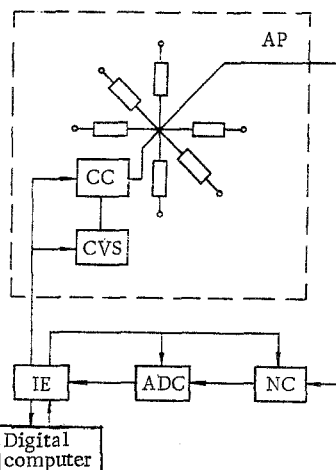 AP
CC
CVS
IE
ADC
NC
Digital
computer